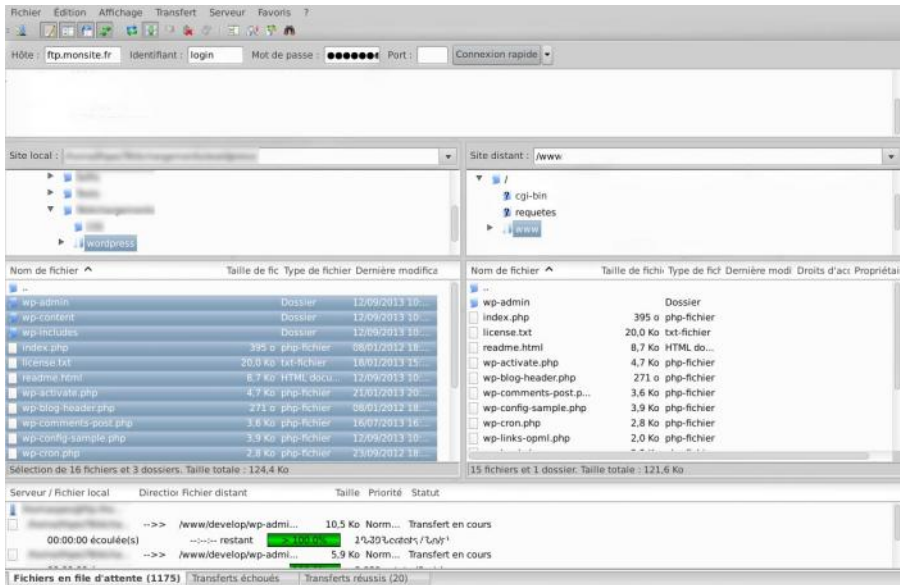 Fichier Édition Affichage Transfert Serveur Favoris ?
Hôte : ftp.monsite.fr Identifiant : login Mot de passe : ●●●●●●● Port : Connexion rapide
Site local :
Site distant : /www
/
cgi-bin
requetes
www
wordpress
Nom de fichier Taille de fic Type de fichier Dernière modifica
..
wp-admin Dossier 12/09/2013 10:...
wp-content Dossier 12/09/2013 10:...
wp-includes Dossier 12/09/2013 10:...
index.php 395 o php-fichier 08/01/2012 18:...
license.txt 20,0 Ko txt-fichier 18/01/2013 15:...
readme.html 8,7 Ko HTML docu... 12/09/2013 10:...
wp-activate.php 4,7 Ko php-fichier 21/01/2013 20:...
wp-blog-header.php 271 o php-fichier 08/01/2012 18:...
wp-comments-post.php 3,6 Ko php-fichier 16/07/2013 16:...
wp-config-sample.php 3,9 Ko php-fichier 12/09/2013 10:...
wp-cron.php 2,8 Ko php-fichier 23/09/2012 18:...
Sélection de 16 fichiers et 3 dossiers. Taille totale : 124,4 Ko
Nom de fichier Taille de fichi Type de fich Dernière modi Droits d'acc Propriétai
..
wp-admin Dossier
index.php 395 o php-fichier
license.txt 20,0 Ko txt-fichier
readme.html 8,7 Ko HTML do...
wp-activate.php 4,7 Ko php-fichier
wp-blog-header.php 271 o php-fichier
wp-comments-post.p... 3,6 Ko php-fichier
wp-config-sample.php 3,9 Ko php-fichier
wp-cron.php 2,8 Ko php-fichier
wp-links-opml.php 2,0 Ko php-fichier
15 fichiers et 1 dossier. Taille totale : 121,6 Ko
Serveur / Fichier local Direction Fichier distant Taille Priorité Statut
-->> /www/develop/wp-admi... 10,5 Ko Norm... Transfert en cours
00:00:00 écoulée(s) --:--:-- restant > 100.0%
-->> /www/develop/wp-admi... 5,9 Ko Norm... Transfert en cours
Fichiers en file d'attente (1175) Transferts échoués Transferts réussis (20)